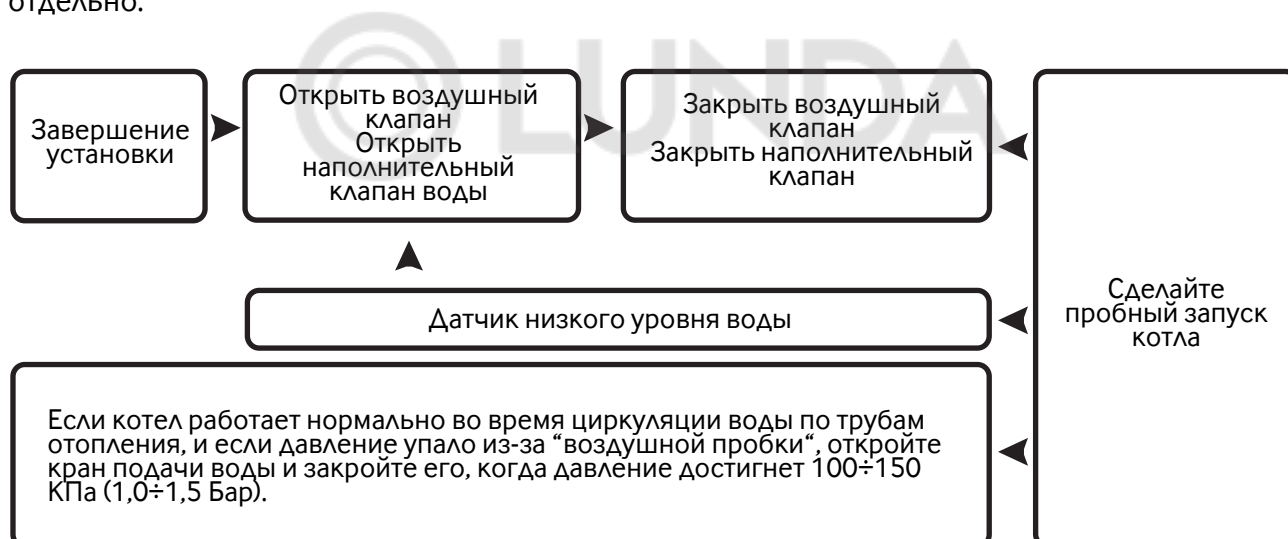 отдельно.
LUNDA
Завершение
установки
Открыть воздушный
клапан
Открыть
наполнительный
клапан воды
Закрыть воздушный
клапан
Закрыть наполнительный
клапан
Сделайте
пробный запуск
котла
Датчик низкого уровня воды
Если котел работает нормально во время циркуляции воды по трубам
отопления, и если давление упало из-за “воздушной пробки“, откройте
кран подачи воды и закройте его, когда давление достигнет 100÷150
КПа (1,0÷1,5 Бар).